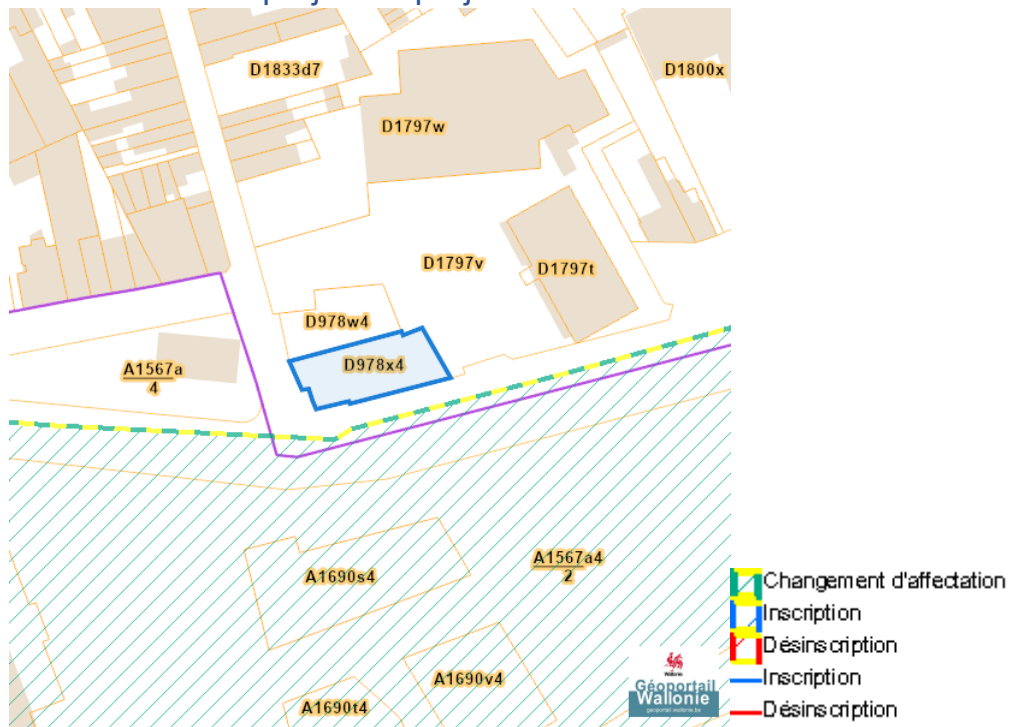 D1833d7
D1800x
D1797w
D1797v
D1797t
D978w4
D978x4
A1567a
4
A1567a4
2
A1690s4
A1690v4
A1690t4
Wallonie
Géoportail
Wallonie
geoportail.wallonie.be
Changement d'affectation
Inscription
Désinscription
Inscription
Désinscription